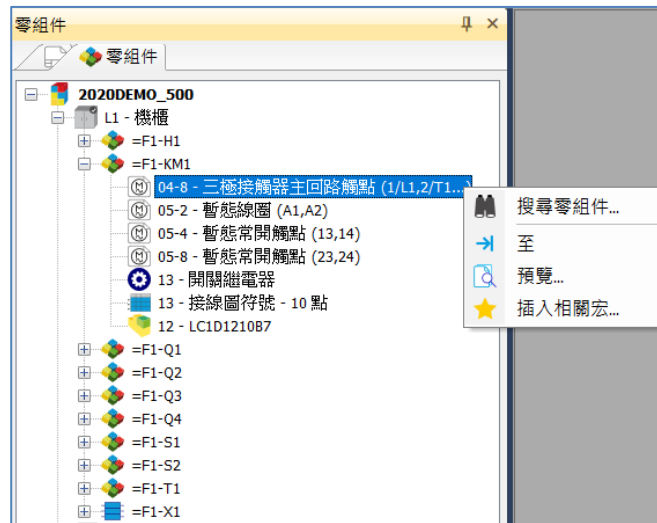 零組件
零組件
2020DEMO_500
L1 - 機櫃
=F1-H1
=F1-KM1
04-8 - 三極接觸器主回路觸點 (1/L1,2/T1...)
05-2 - 暫態線圈 (A1,A2)
05-4 - 暫態常開觸點 (13,14)
05-8 - 暫態常開觸點 (23,24)
13 - 開關繼電器
13 - 接線圖符號 - 10 點
12 - LC1D1210B7
=F1-Q1
=F1-Q2
=F1-Q3
=F1-Q4
=F1-S1
=F1-S2
=F1-T1
=F1-X1
搜尋零組件...
至
預覽...
插入相關宏...